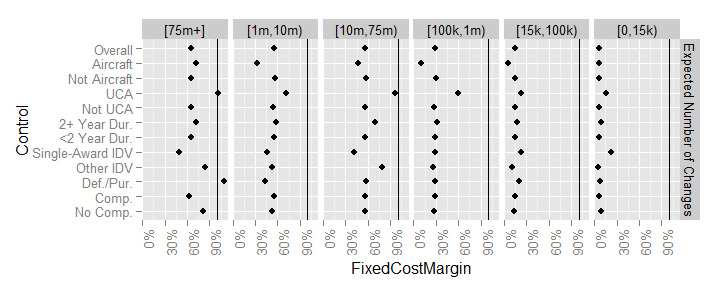 [75m+] [1m,10m) [10m,75m) [100k,1m) [15k,100k) [0,15k)
Control
Overall
Aircraft
Not Aircraft
UCA
Not UCA
2+ Year Dur.
<2 Year Dur.
Single-Award IDV
Other IDV
Def./Pur.
Comp.
No Comp.
Expected Number of Changes
0% 30% 60% 90% 0% 30% 60% 90% 0% 30% 60% 90% 0% 30% 60% 90% 0% 30% 60% 90% 0% 30% 60% 90%
FixedCostMargin